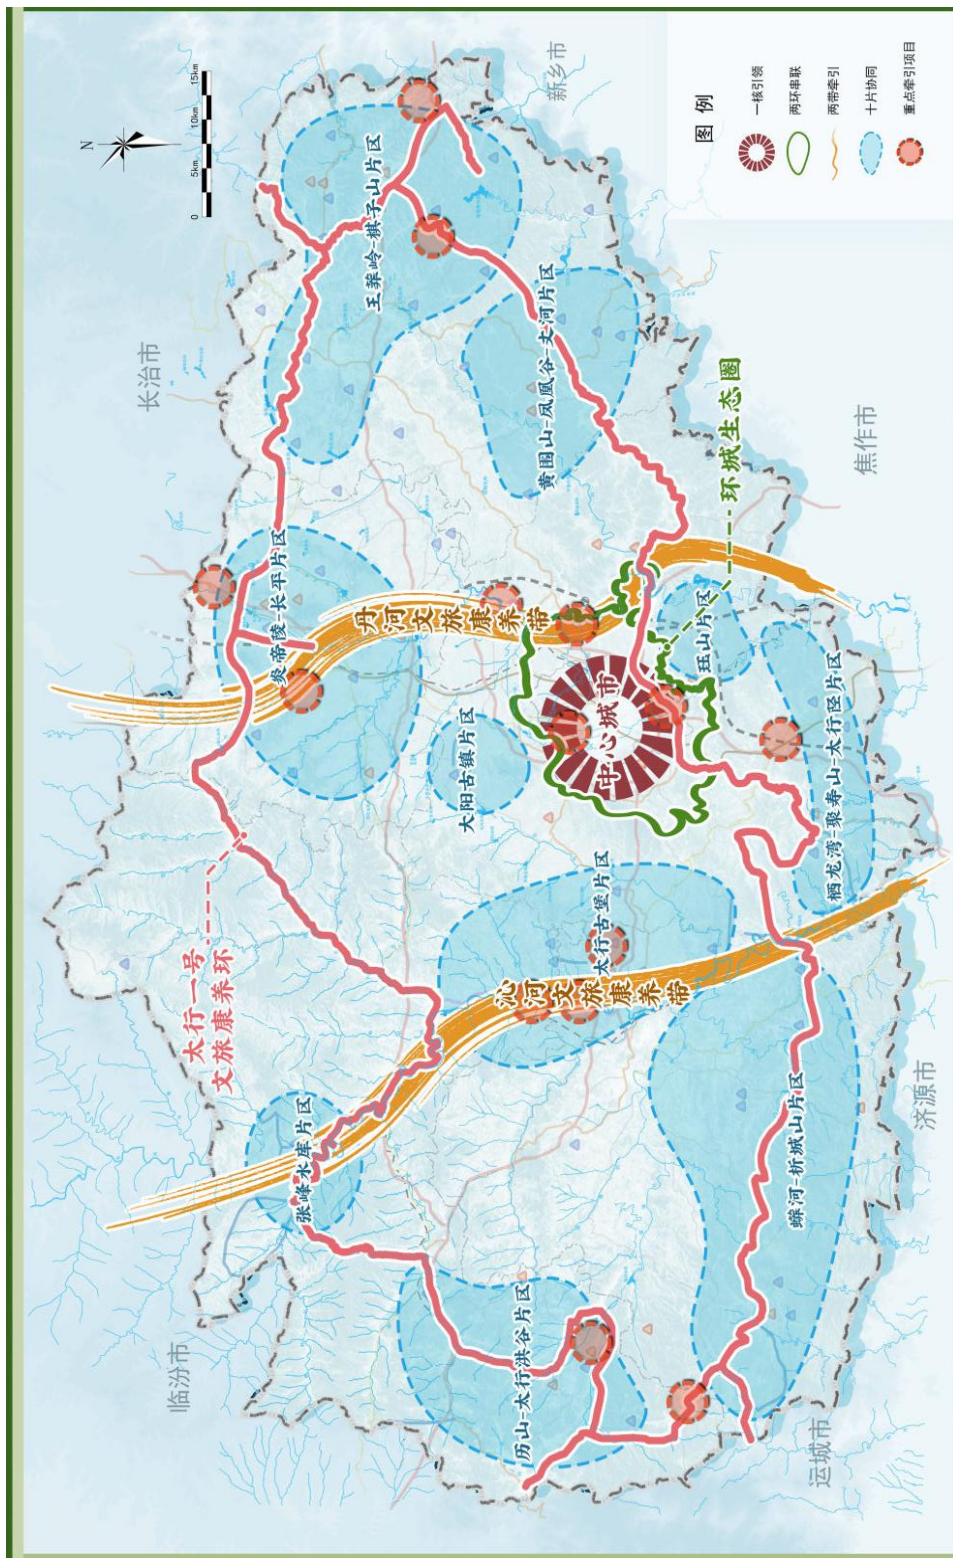 新乡市
长治市
临汾市
运城市
济源市
焦作市
N
0
5km
10km
15km
图 例
一核引领
两环串联
两带牵引
十片协同
重点牵引项目
太行一号
文旅康养环
环城生态圈
丹河文旅康养带
沁河文旅康养带
中心城市
王莽岭-棋子山片区
黄围山-凤凰谷-夫河片区
炎帝陵-长平片区
大阳古镇片区
珏山片区
栖龙湾-聚寿山-太行陉片区
太行古堡片区
张峰水库片区
历山-太行洪谷片区
蟒河-析城山片区